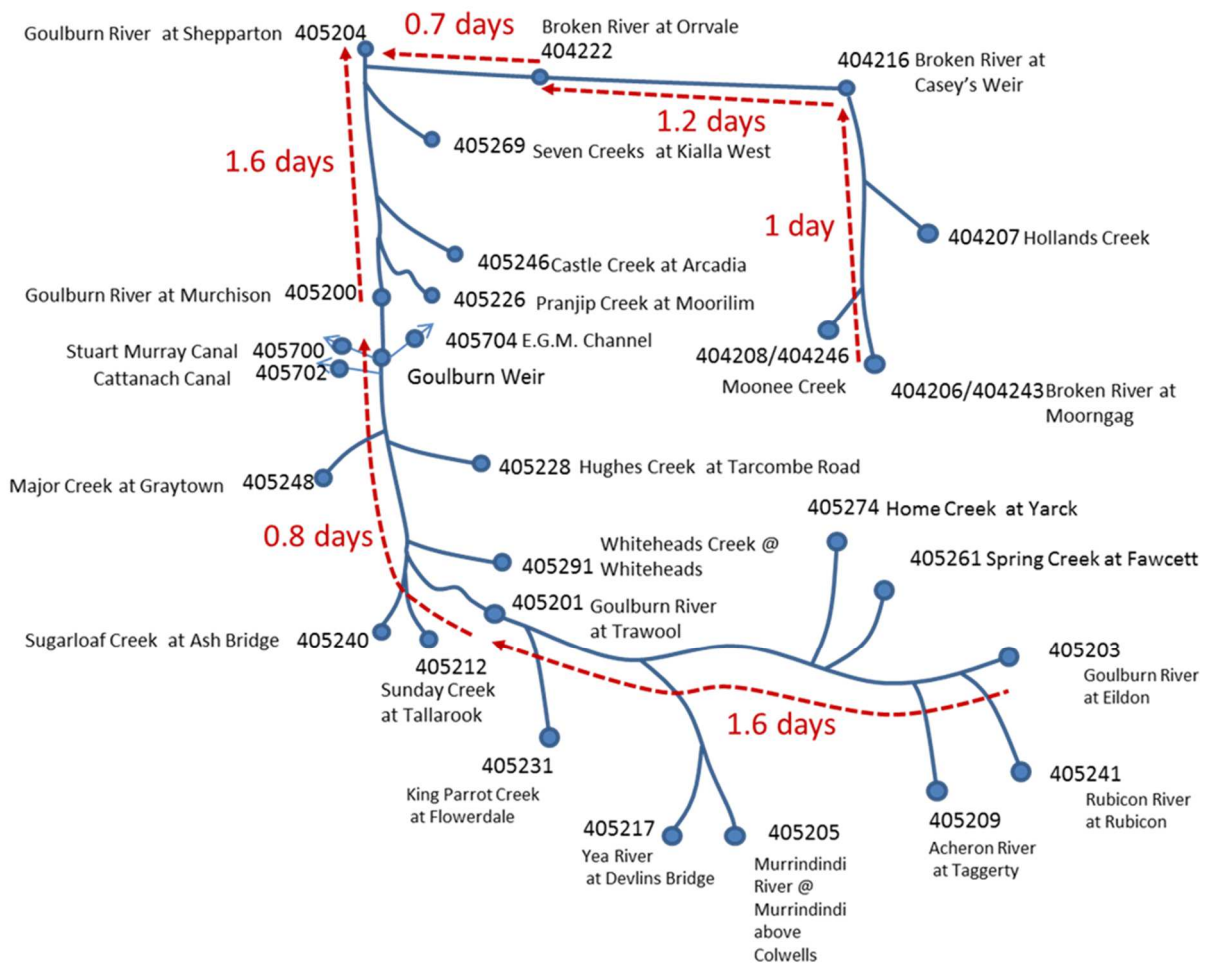 Goulburn River at Shepparton 405204
0.7 days
Broken River at Orrvale
404222
404216 Broken River at
Casey's Weir
1.2 days
405269 Seven Creeks at Kialla West
1.6 days
1 day
404207 Hollands Creek
405246 Castle Creek at Arcadia
Goulburn River at Murchison 405200
405226 Pranjip Creek at Moorilim
Stuart Murray Canal 405700
Cattanach Canal 405702
405704 E.G.M. Channel
Goulburn Weir
404208/404246
Moonee Creek
404206/404243 Broken River at
Moorngag
405228 Hughes Creek at Tarcombe Road
Major Creek at Graytown 405248
0.8 days
405274 Home Creek at Yarck
405261 Spring Creek at Fawcett
Whiteheads Creek @
405291 Whiteheads
405201 Goulburn River
at Trawool
Sugarloaf Creek at Ash Bridge 405240
405212
Sunday Creek
at Tallarook
405203
Goulburn River
at Eildon
1.6 days
405231
King Parrot Creek
at Flowerdale
405241
Rubicon River
at Rubicon
405217
Yea River
at Devlins Bridge
405205
Murrindindi
River @
Murrindindi
above
Colwells
405209
Acheron River
at Taggerty